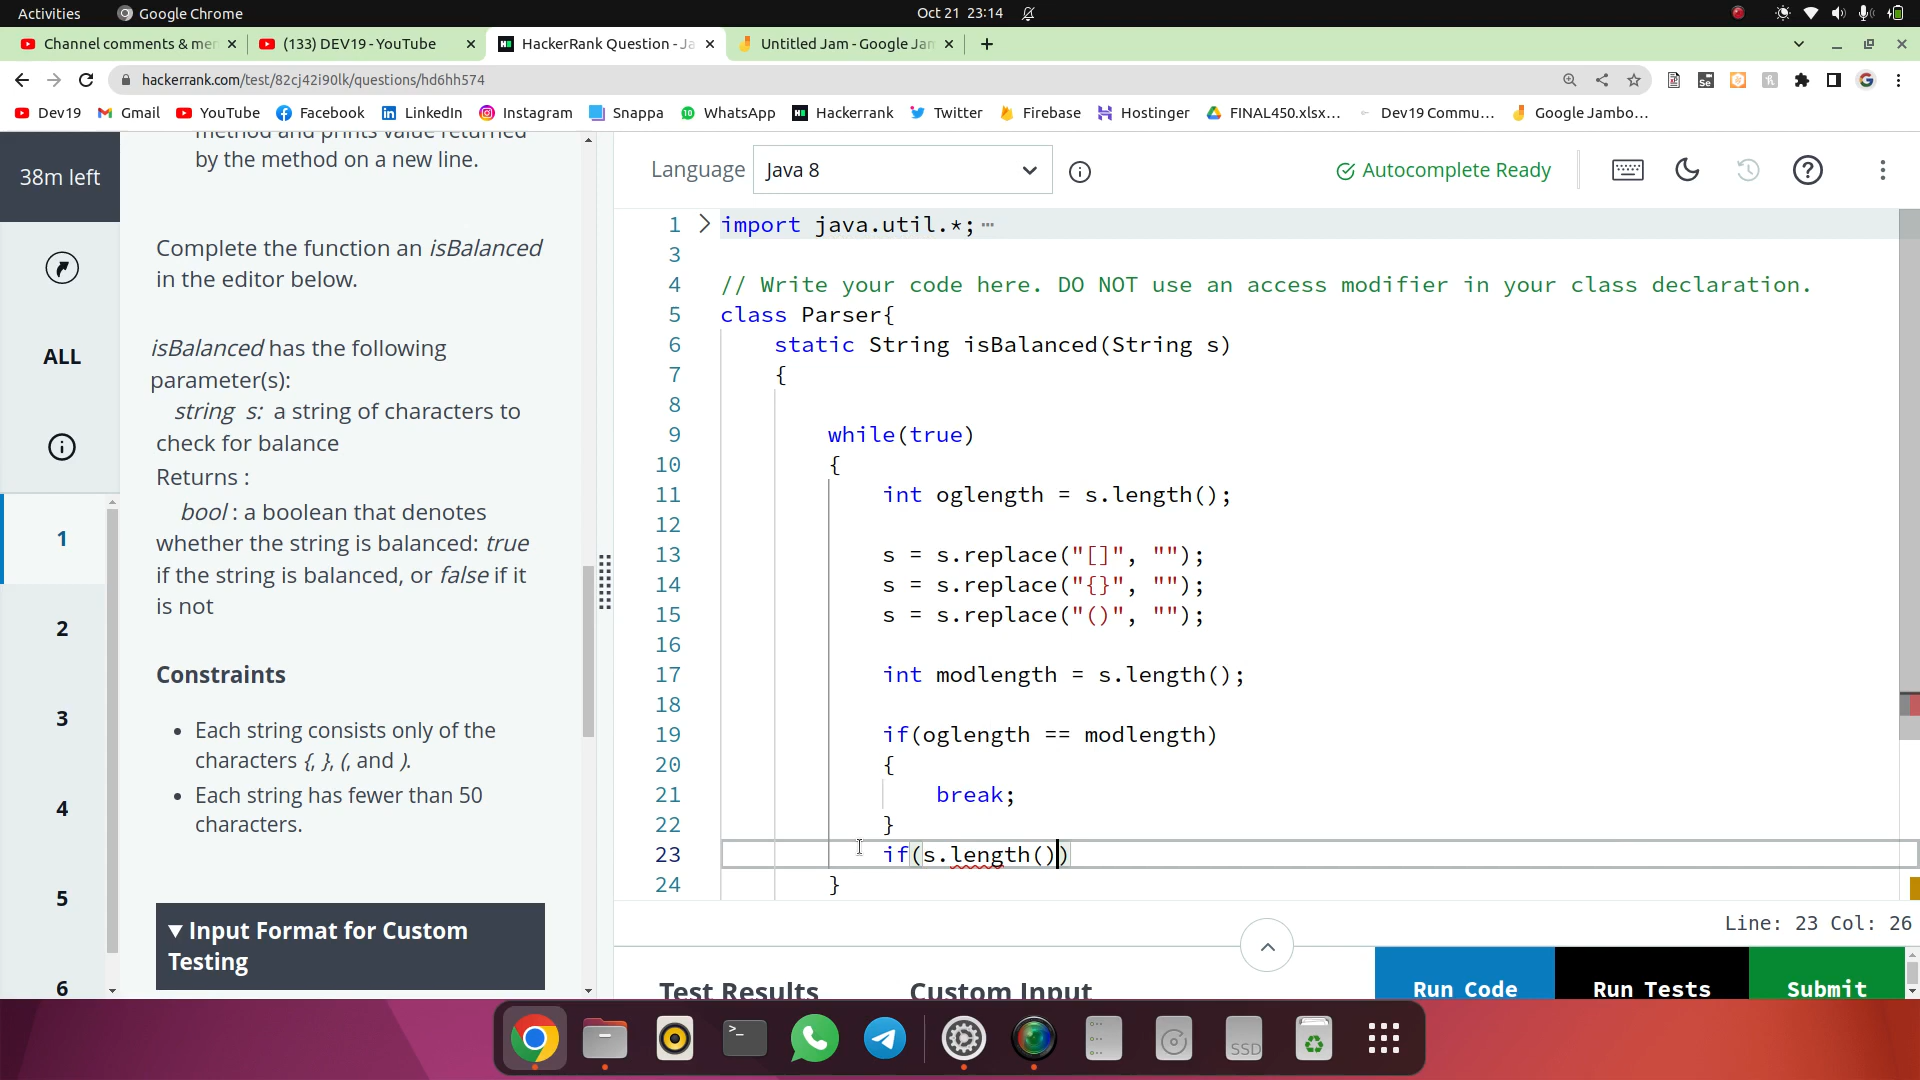 Activities
Google Chrome
Oct 21 23:14
Channel comments & men
(133) DEV19 - YouTube
HackerRank Question - Ja
Untitled Jam - Google Jam
hackerrank.com/test/82cj42i90lk/questions/hd6hh574
Dev19
Gmail
YouTube
Facebook
LinkedIn
Instagram
Snappa
WhatsApp
Hackerrank
Twitter
Firebase
Hostinger
FINAL450.xlsx...
Dev19 Commu...
Google Jambo...
38m left
ALL
1
2
3
4
5
6
method and prints value returned
by the method on a new line.
Complete the function an isBalanced
in the editor below.
isBalanced has the following
parameter(s):
string s: a string of characters to
check for balance
Returns :
bool : a boolean that denotes
whether the string is balanced: true
if the string is balanced, or false if it
is not
Constraints
• Each string consists only of the
characters {, }, (, and ).
• Each string has fewer than 50
characters.
▼ Input Format for Custom
Testing
Language
Java 8
Autocomplete Ready
1 import java.util.*;
3
4 // Write your code here. DO NOT use an access modifier in your class declaration.
5 class Parser{
6 static String isBalanced(String s)
7 {
8
9 while(true)
10 {
11 int oglength = s.length();
12
13 s = s.replace("[]", "");
14 s = s.replace("{}", "");
15 s = s.replace("()", "");
16
17 int modlength = s.length();
18
19 if(oglength == modlength)
20 {
21 break;
22 }
23 if(s.length())
24 }
Line: 23 Col: 26
Test Results
Custom Input
Run Code
Run Tests
Submit
SSD